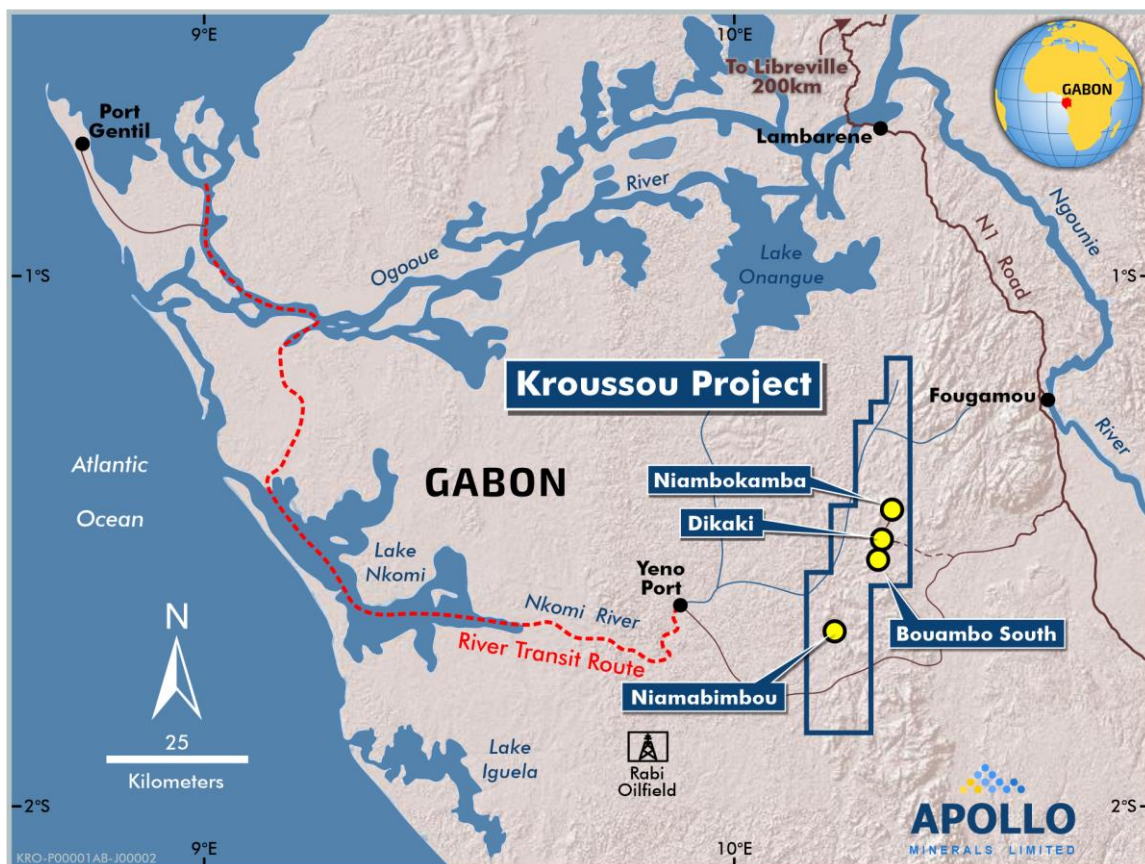 9°E
10°E
To Libreville
200km
GABON
Port
Gentil
Lambarene
River
Ogooue
Ngounie
N1 Road
Lake
Onangue
1°S
1°S
Kroussou Project
Fougamou
River
Atlantic
Ocean
GABON
Niambokamba
Dikaki
Lake
Nkomi
Yeno
Port
Nkomi River
River Transit Route
Bouambo South
Niamabimbou
N
25
Kilometers
Lake
Iguela
Rabi
Oilfield
APOLLO
MINERALS LIMITED
2°S
2°S
KRO-P00001AB-J00002
9°E
10°E